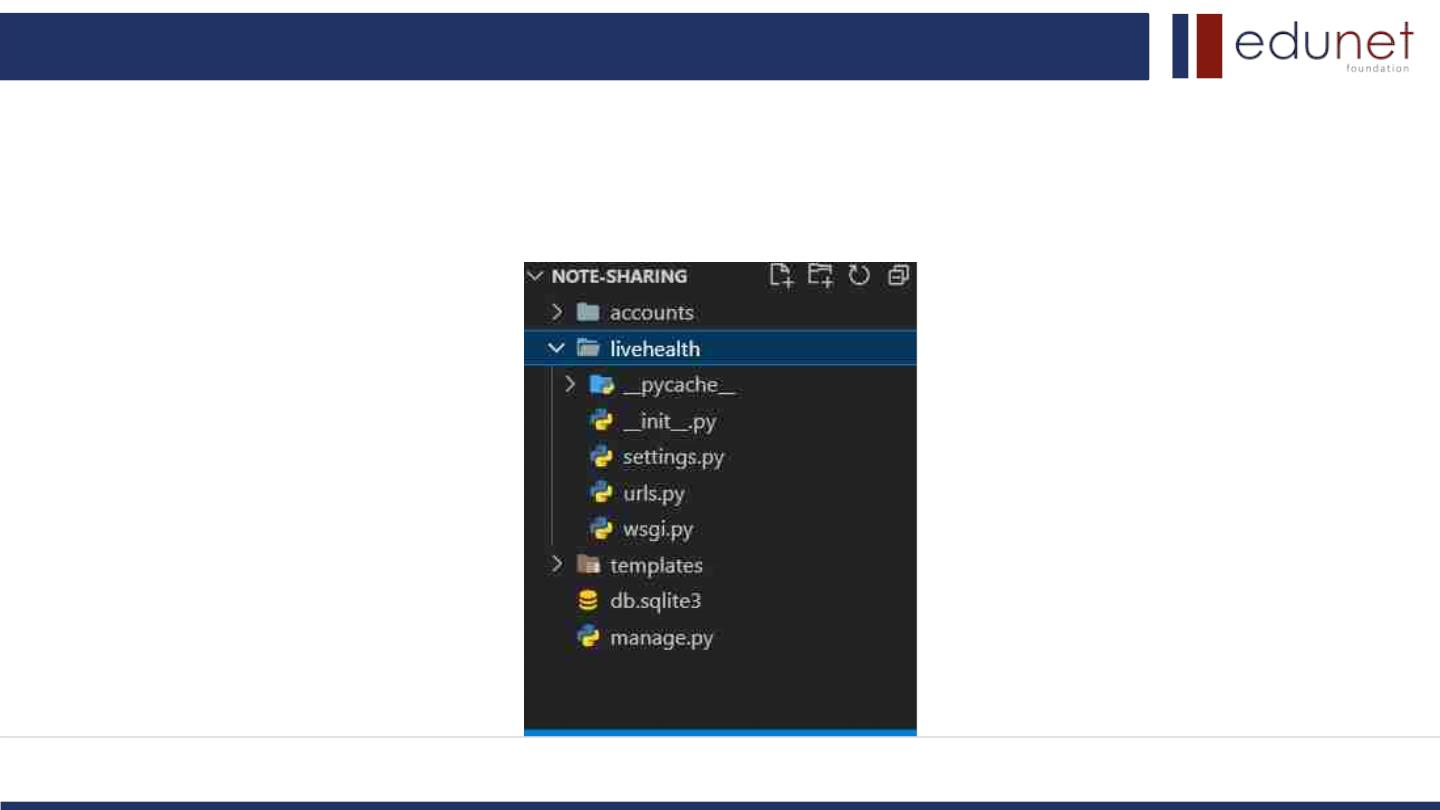 edunet
foundation
NOTE-SHARING
accounts
livehealth
__pycache__
__init__.py
settings.py
urls.py
wsgi.py
templates
db.sqlite3
manage.py